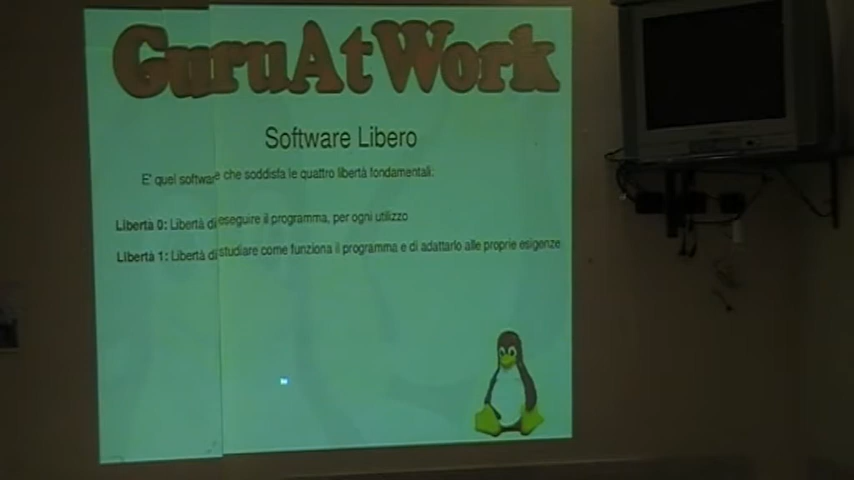 GuruAtWork
Software Libero
E' quel software che soddisfa le quattro libertà fondamentali:
Libertà 0: Libertà di eseguire il programma, per ogni utilizzo
Libertà 1: Libertà di studiare come funziona il programma e di adattarlo alle proprie esigenze